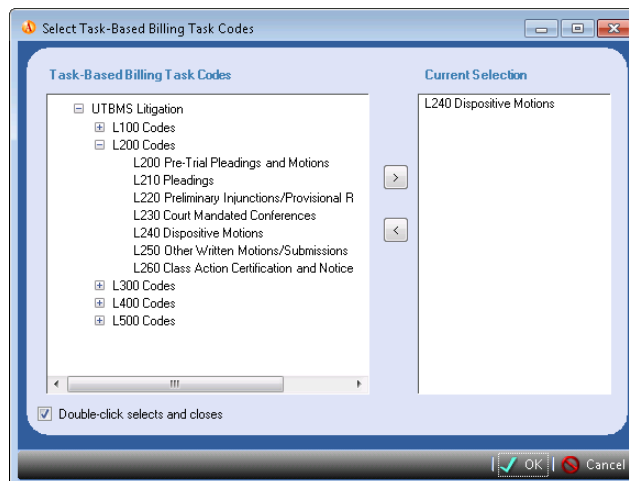 Select Task-Based Billing Task Codes
Task-Based Billing Task Codes
UTBMS Litigation
L100 Codes
L200 Codes
L200 Pre-Trial Pleadings and Motions
L210 Pleadings
L220 Preliminary Injunctions/Provisional R
L230 Court Mandated Conferences
L240 Dispositive Motions
L250 Other Written Motions/Submissions
L260 Class Action Certification and Notice
L300 Codes
L400 Codes
L500 Codes
>
<
Current Selection
L240 Dispositive Motions
Double-click selects and closes
OK
Cancel